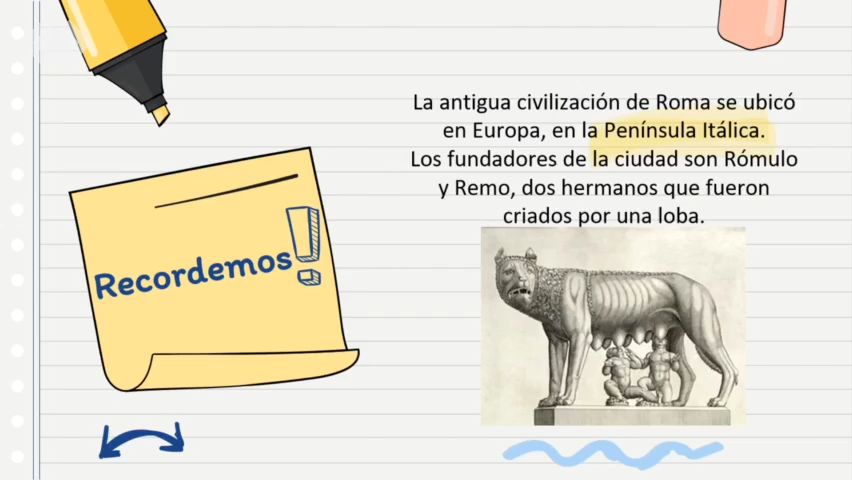 Recordemos!
La antigua civilización de Roma se ubicó
en Europa, en la Península Itálica.
Los fundadores de la ciudad son Rómulo
y Remo, dos hermanos que fueron
criados por una loba.